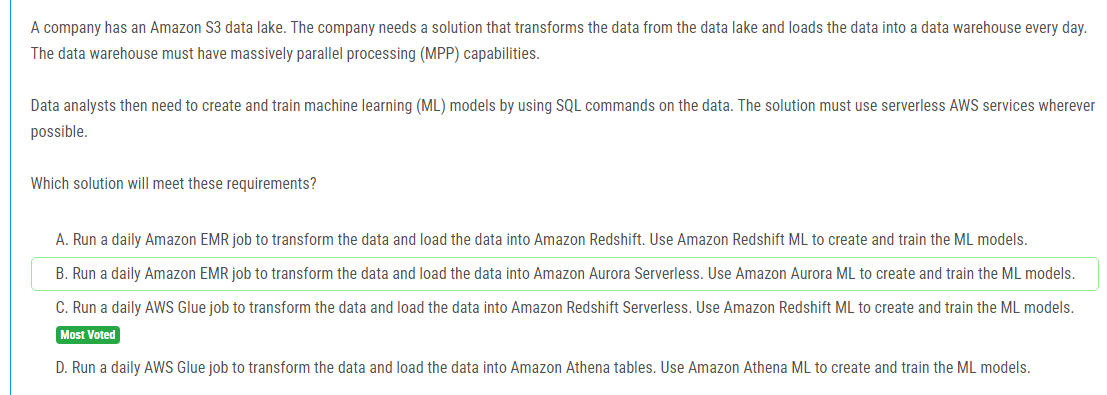 A company has an Amazon S3 data lake. The company needs a solution that transforms the data from the data lake and loads the data into a data warehouse every day.
The data warehouse must have massively parallel processing (MPP) capabilities.
Data analysts then need to create and train machine learning (ML) models by using SQL commands on the data. The solution must use serverless AWS services wherever
possible.
Which solution will meet these requirements?
A. Run a daily Amazon EMR job to transform the data and load the data into Amazon Redshift. Use Amazon Redshift ML to create and train the ML models.
B. Run a daily Amazon EMR job to transform the data and load the data into Amazon Aurora Serverless. Use Amazon Aurora ML to create and train the ML models.
C. Run a daily AWS Glue job to transform the data and load the data into Amazon Redshift Serverless. Use Amazon Redshift ML to create and train the ML models.
Most Voted
D. Run a daily AWS Glue job to transform the data and load the data into Amazon Athena tables. Use Amazon Athena ML to create and train the ML models.